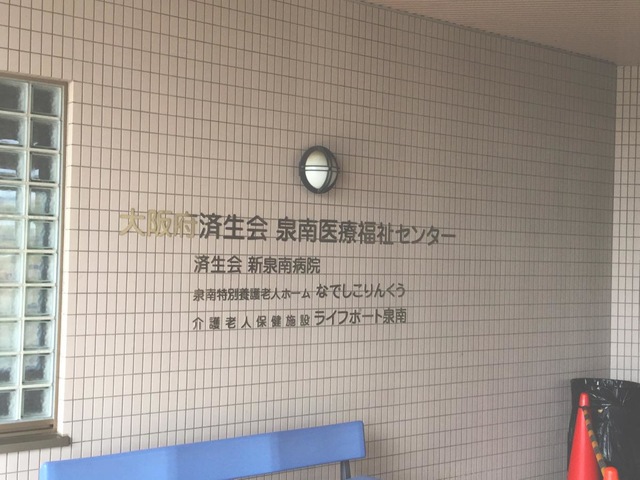 大阪府済生会 泉南医療福祉センター
済生会 新泉南病院
泉南特別養護老人ホーム なでしこりんくう
介護老人保健施設 ライフポート泉南